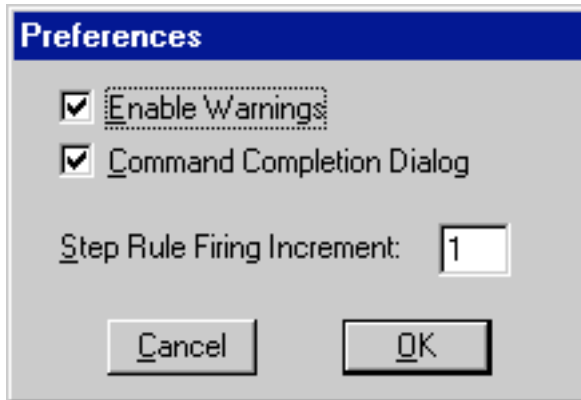 Preferences
Enable Warnings
Command Completion Dialog
Step Rule Firing Increment: 1
Cancel OK